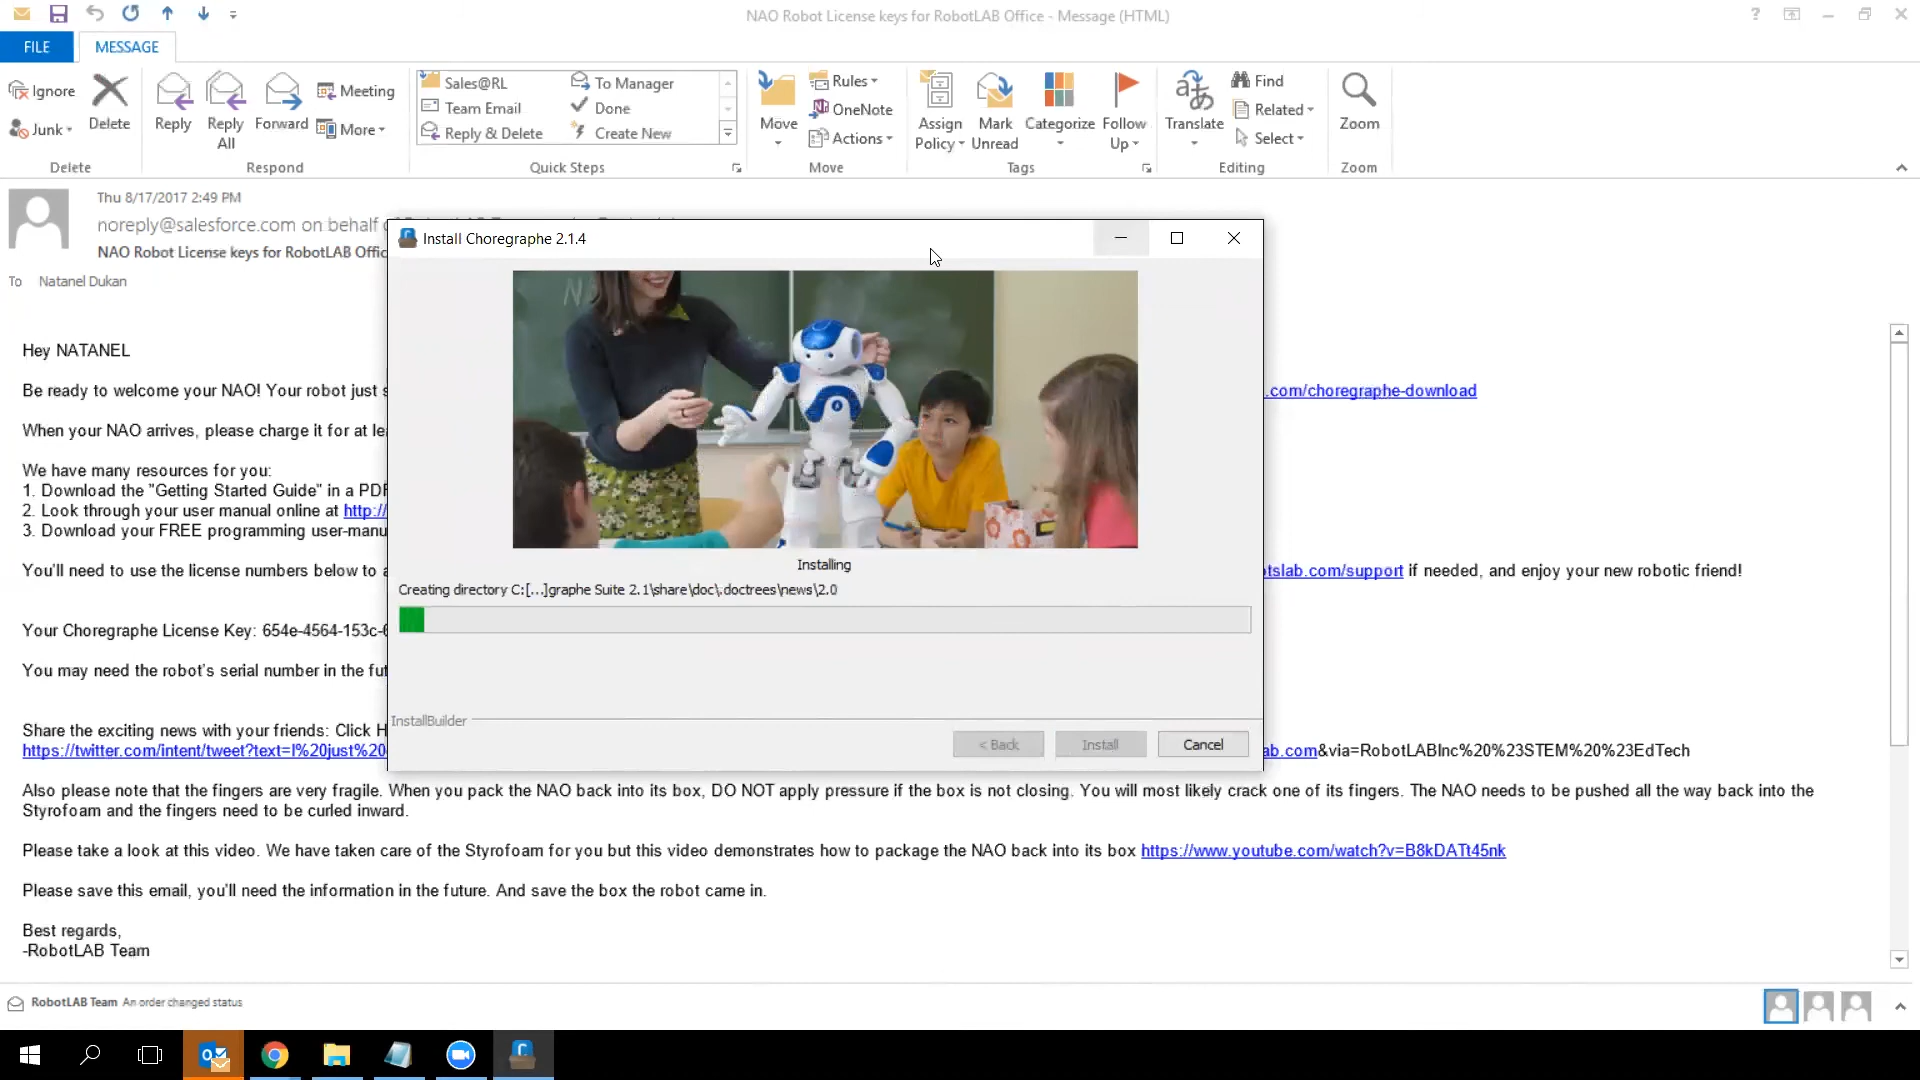 NAO Robot License keys for RobotLAB Office - Message (HTML)
FILE
MESSAGE
Ignore
Junk
Delete
Delete
Reply
Reply All
Forward
Meeting
More
Respond
Sales@RL
Team Email
Reply & Delete
To Manager
Done
Create New
Quick Steps
Move
Rules
OneNote
Actions
Move
Assign Policy
Mark Unread
Categorize
Follow Up
Tags
Translate
Find
Related
Select
Editing
Zoom
Zoom
Thu 8/17/2017 2:49 PM
noreply@salesforce.com on behalf
NAO Robot License keys for RobotLAB Offic
To Natanel Dukan
Hey NATANEL
Be ready to welcome your NAO! Your robot just s
.com/choregraphe-download
When your NAO arrives, please charge it for at lea
We have many resources for you:
1. Download the "Getting Started Guide" in a PDF
2. Look through your user manual online at http://
3. Download your FREE programming user-manu
You'll need to use the license numbers below to a
otslab.com/support if needed, and enjoy your new robotic friend!
Your Choregraphe License Key: 654e-4564-153c-6
You may need the robot's serial number in the fut
Share the exciting news with your friends: Click H
https://twitter.com/intent/tweet?text=I%20just%20
ab.com&via=RobotLABInc%20%23STEM%20%23EdTech
Also please note that the fingers are very fragile. When you pack the NAO back into its box, DO NOT apply pressure if the box is not closing. You will most likely crack one of its fingers. The NAO needs to be pushed all the way back into the
Styrofoam and the fingers need to be curled inward.
Please take a look at this video. We have taken care of the Styrofoam for you but this video demonstrates how to package the NAO back into its box https://www.youtube.com/watch?v=B8kDATt45nk
Please save this email, you'll need the information in the future. And save the box the robot came in.
Best regards,
-RobotLAB Team
Install Choregraphe 2.1.4
Installing
Creating directory C:[...]graphe Suite 2.1\share\doc\.doctrees\news\2.0
InstallBuilder
< Back
Install
Cancel
RobotLAB Team An order changed status